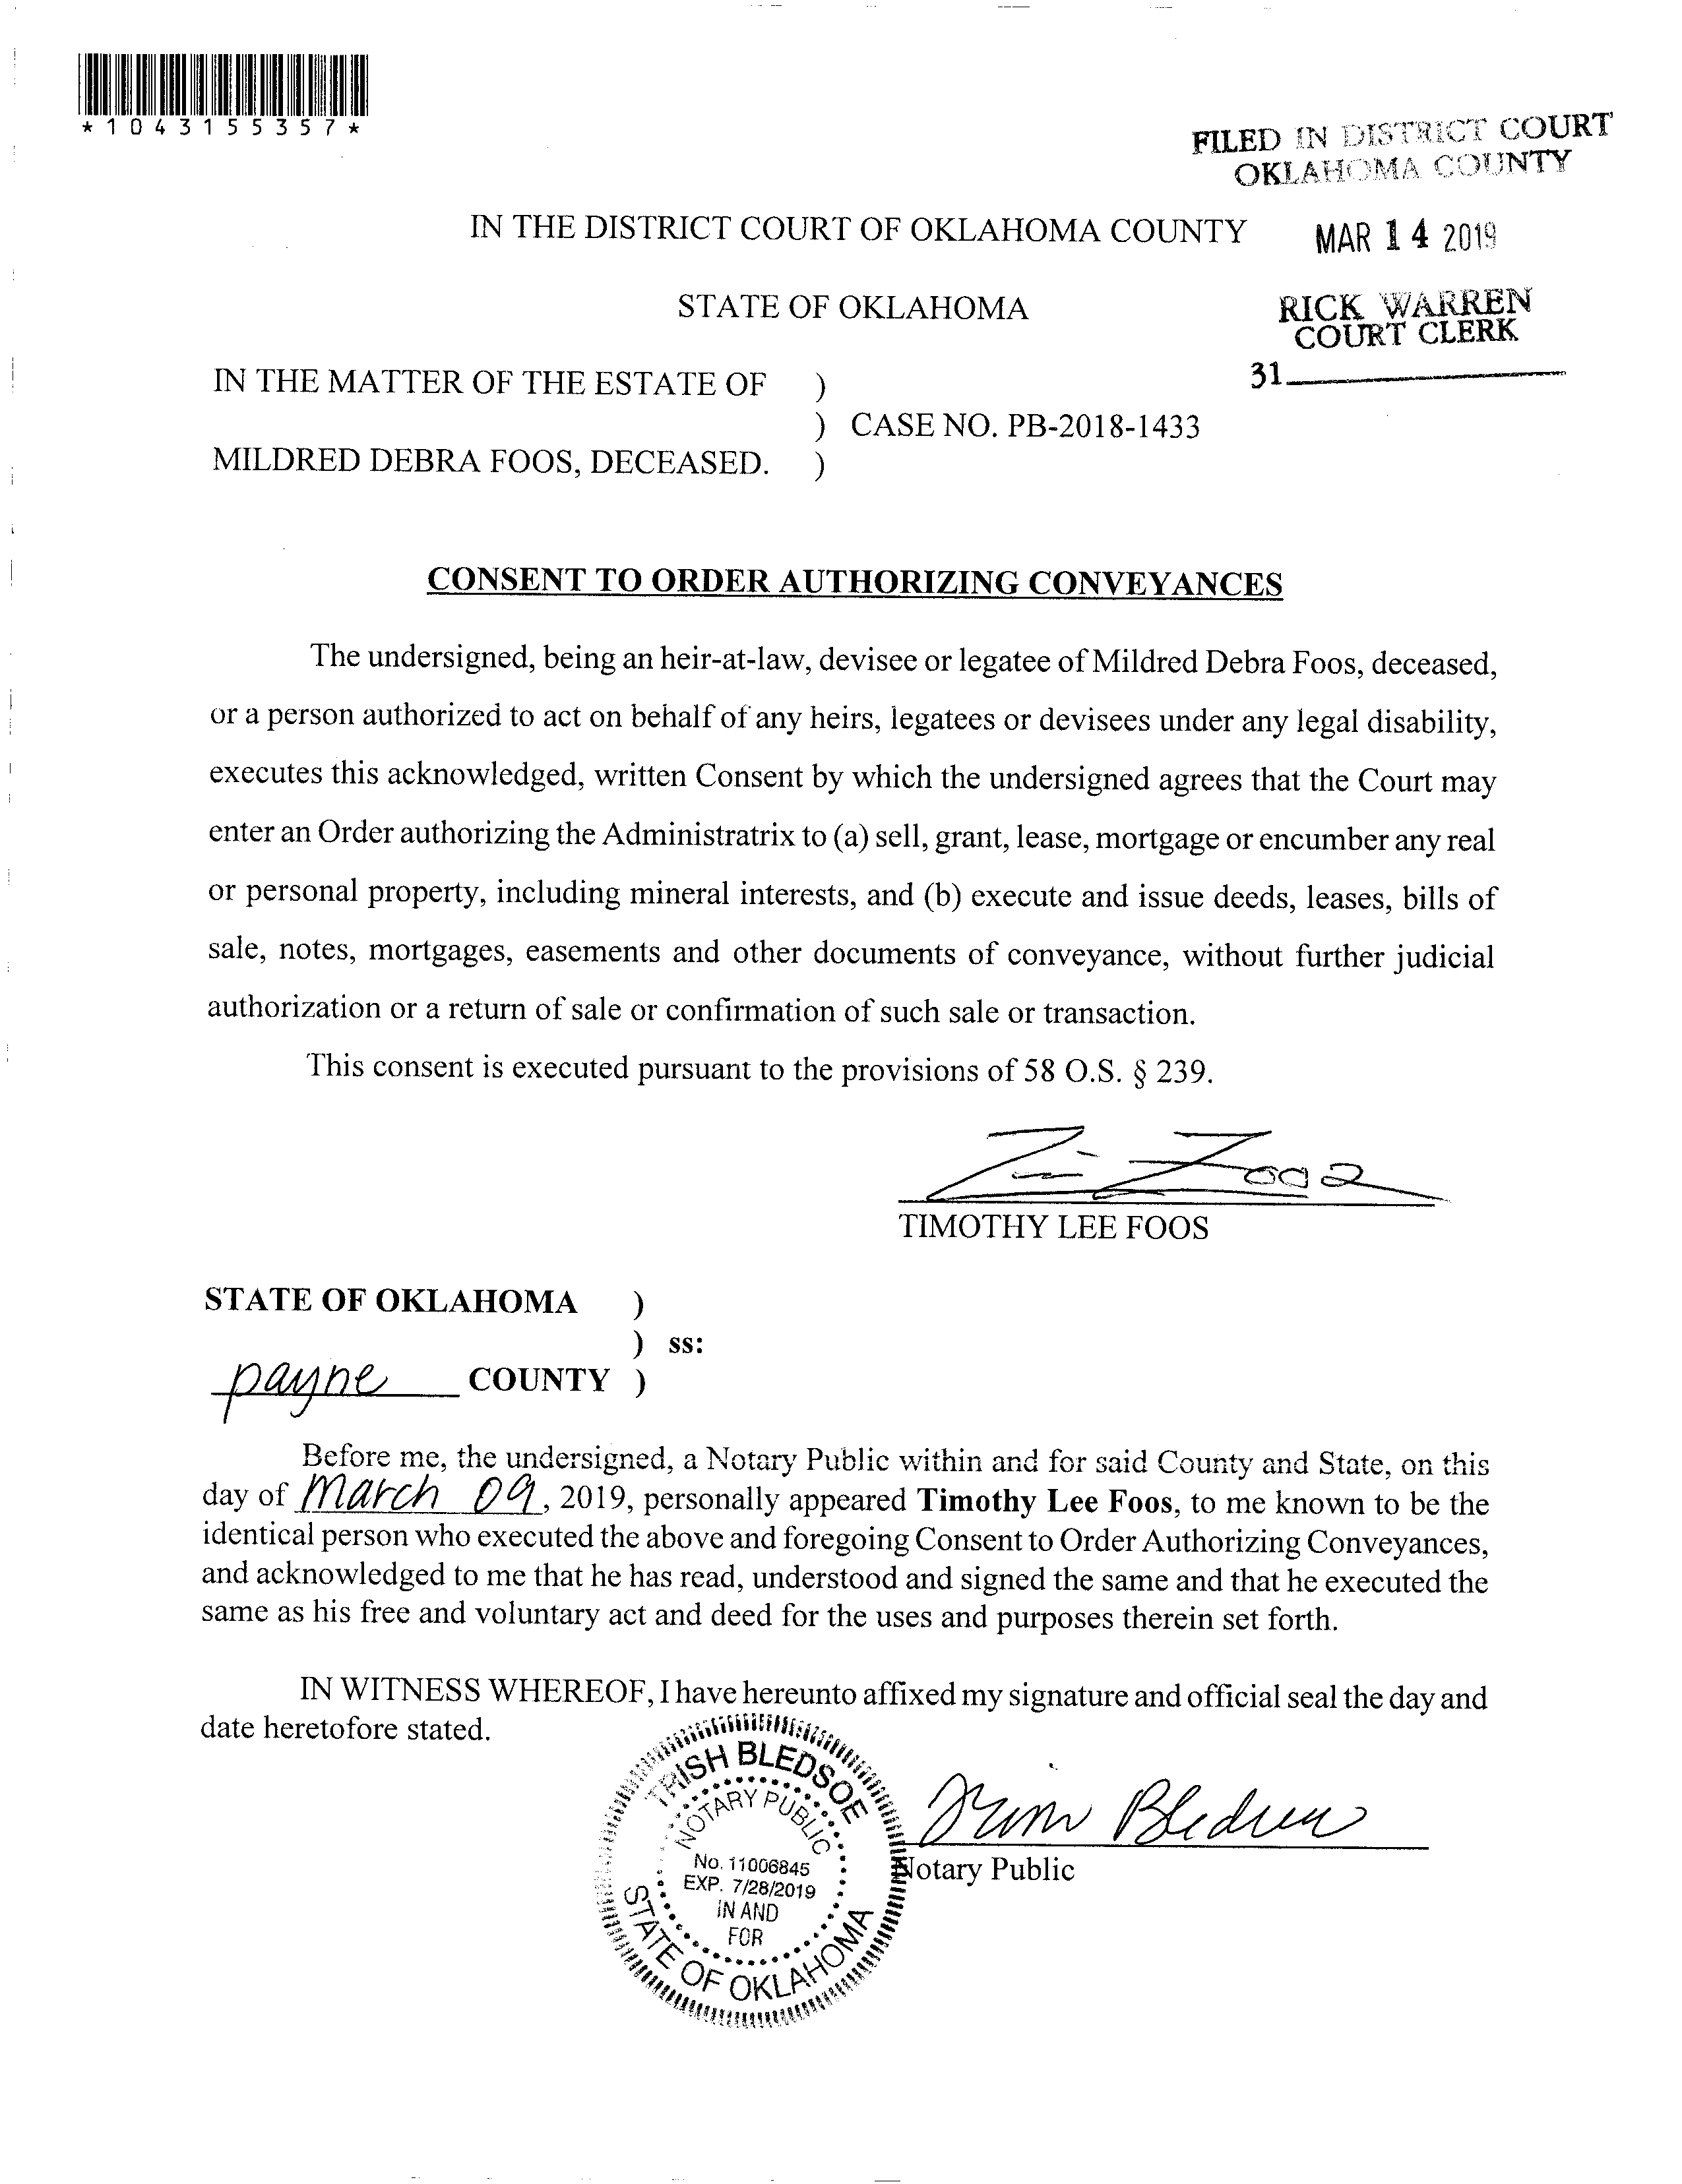 *1043155357*
FILED IN DISTRICT COURT
OKLAHOMA COUNTY
IN THE DISTRICT COURT OF OKLAHOMA COUNTY
MAR 14 2019
STATE OF OKLAHOMA
RICK WARREN
COURT CLERK
31
IN THE MATTER OF THE ESTATE OF )
) CASE NO. PB-2018-1433
MILDRED DEBRA FOOS, DECEASED. )
CONSENT TO ORDER AUTHORIZING CONVEYANCES
The undersigned, being an heir-at-law, devisee or legatee of Mildred Debra Foos, deceased,
or a person authorized to act on behalf of any heirs, legatees or devisees under any legal disability,
executes this acknowledged, written Consent by which the undersigned agrees that the Court may
enter an Order authorizing the Administratrix to (a) sell, grant, lease, mortgage or encumber any real
or personal property, including mineral interests, and (b) execute and issue deeds, leases, bills of
sale, notes, mortgages, easements and other documents of conveyance, without further judicial
authorization or a return of sale or confirmation of such sale or transaction.
This consent is executed pursuant to the provisions of 58 O.S. § 239.
Tim Foos
TIMOTHY LEE FOOS
STATE OF OKLAHOMA )
) ss:
payne COUNTY )
Before me, the undersigned, a Notary Public within and for said County and State, on this
day of March 09, 2019, personally appeared Timothy Lee Foos, to me known to be the
identical person who executed the above and foregoing Consent to Order Authorizing Conveyances,
and acknowledged to me that he has read, understood and signed the same and that he executed the
same as his free and voluntary act and deed for the uses and purposes therein set forth.
IN WITNESS WHEREOF, I have hereunto affixed my signature and official seal the day and
date heretofore stated.
TRISH BLEDSOE
NOTARY PUBLIC
No. 11006845
EXP. 7/28/2019
IN AND
FOR
STATE OF OKLAHOMA
Notary Public